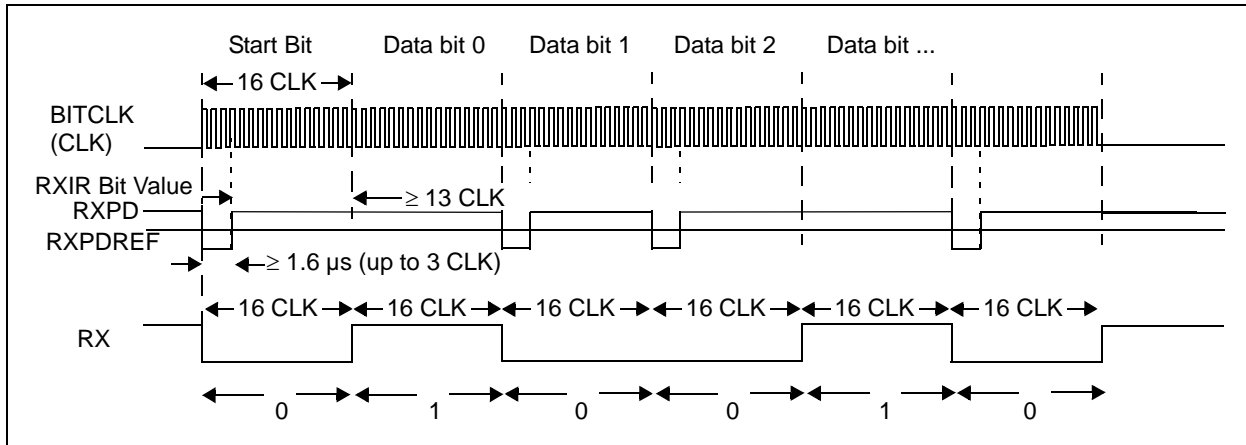 Start Bit Data bit 0 Data bit 1 Data bit 2 Data bit ...
16 CLK
BITCLK
(CLK)
RXIR Bit Value
≥ 13 CLK
RXPD
RXPDREF
≥ 1.6 µs (up to 3 CLK)
16 CLK 16 CLK 16 CLK 16 CLK 16 CLK 16 CLK
RX
0 1 0 0 1 0